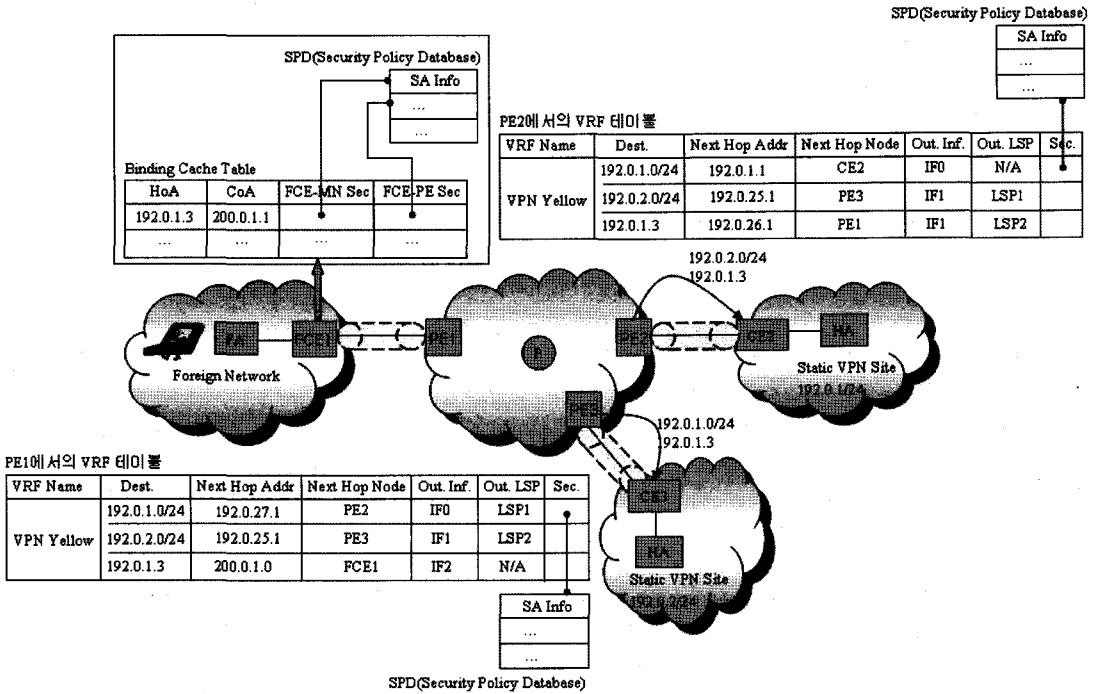 SPD(Security Policy Database)
SA Info
...
...
SPD(Security Policy Database)
SA Info
...
...
Binding Cache Table
HoA CoA FCE-MN Sec FCE-PE Sec
192.0.1.3 200.0.1.1
... ... ... ...
PE2에서의 VRF 테이블
VRF Name Dest. Next Hop Addr Next Hop Node Out. Inf. Out. LSP Sec.
VPN Yellow
192.0.1.0/24 192.0.1.1 CE2 IF0 N/A
192.0.2.0/24 192.0.25.1 PE3 IF1 LSP1
192.0.1.3 192.0.26.1 PE1 IF1 LSP2
192.0.2.0/24
192.0.1.3
FA
FCE1
PE1
P
PE2
CE2
HA
Foreign Network
Static VPN Site
192.0.1/24
PE3
192.0.1.0/24
192.0.1.3
CE3
HA
Static VPN Site
192.0.2/24
PE1에서의 VRF 테이블
VRF Name Dest. Next Hop Addr Next Hop Node Out. Inf. Out. LSP Sec.
VPN Yellow
192.0.1.0/24 192.0.27.1 PE2 IF0 LSP1
192.0.2.0/24 192.0.25.1 PE3 IF1 LSP2
192.0.1.3 200.0.1.0 FCE1 IF2 N/A
SA Info
...
...
SPD(Security Policy Database)